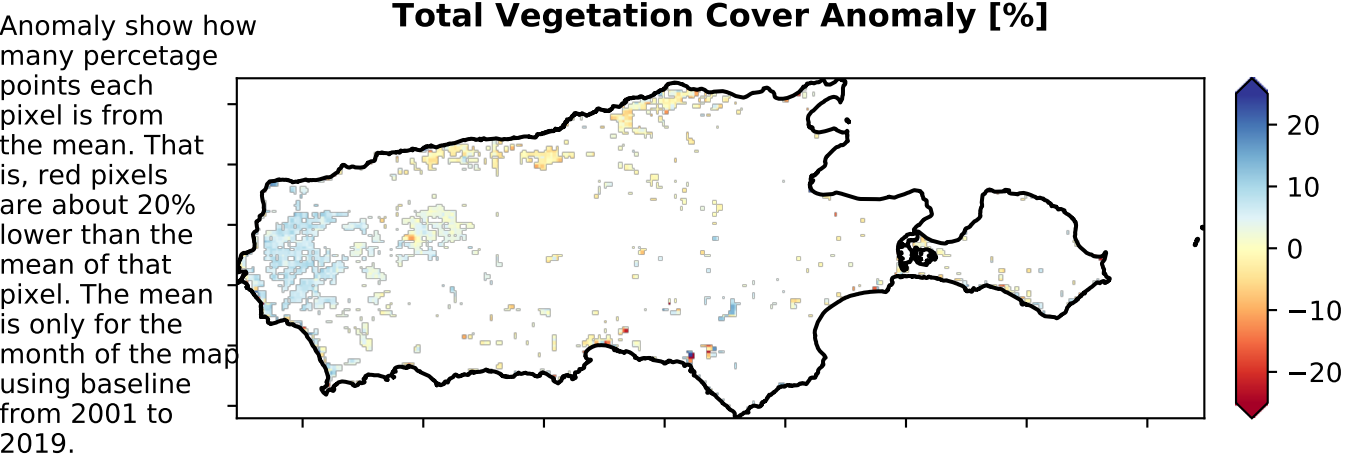 Total Vegetation Cover Anomaly [%]
Anomaly show how
many percetage
points each
pixel is from
the mean. That
is, red pixels
are about 20%
lower than the
mean of that
pixel. The mean
is only for the
month of the map
using baseline
from 2001 to
2019.
20
10
0
−10
−20